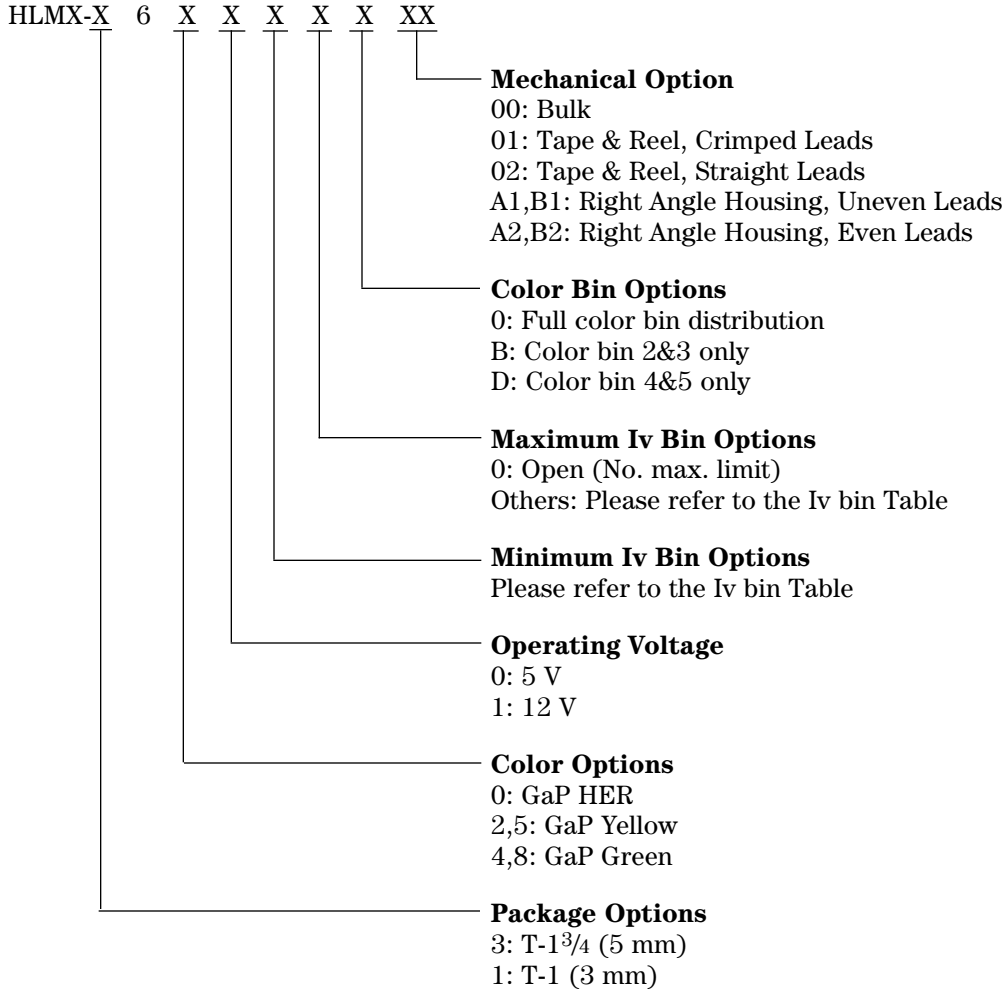 HLMX-X 6 X X X X X XX
Mechanical Option
00: Bulk
01: Tape & Reel, Crimped Leads
02: Tape & Reel, Straight Leads
A1,B1: Right Angle Housing, Uneven Leads
A2,B2: Right Angle Housing, Even Leads
Color Bin Options
0: Full color bin distribution
B: Color bin 2&3 only
D: Color bin 4&5 only
Maximum Iv Bin Options
0: Open (No. max. limit)
Others: Please refer to the Iv bin Table
Minimum Iv Bin Options
Please refer to the Iv bin Table
Operating Voltage
0: 5 V
1: 12 V
Color Options
0: GaP HER
2,5: GaP Yellow
4,8: GaP Green
Package Options
3: T-13/4 (5 mm)
1: T-1 (3 mm)